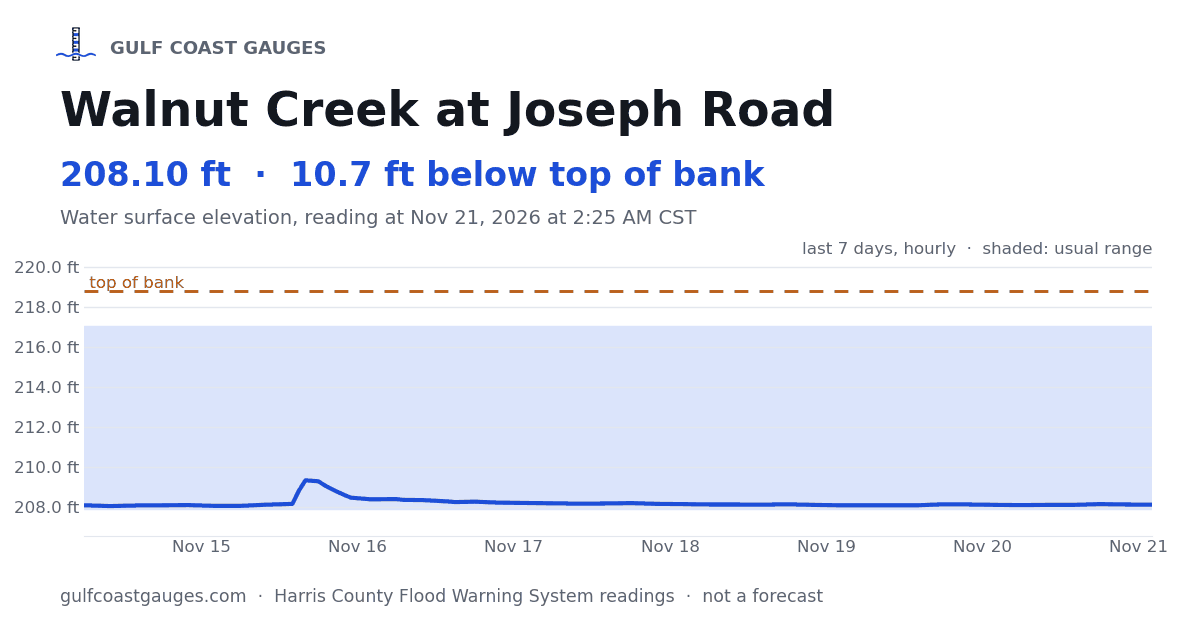 GULF COAST GAUGES
Walnut Creek at Joseph Road
208.10 ft · 10.7 ft below top of bank
Water surface elevation, reading at Nov 21, 2026 at 2:25 AM CST
last 7 days, hourly · shaded: usual range
220.0 ft
top of bank
218.0 ft
216.0 ft
214.0 ft
212.0 ft
210.0 ft
208.0 ft
Nov 15 Nov 16 Nov 17 Nov 18 Nov 19 Nov 20 Nov 21
gulfcoastgauges.com · Harris County Flood Warning System readings · not a forecast